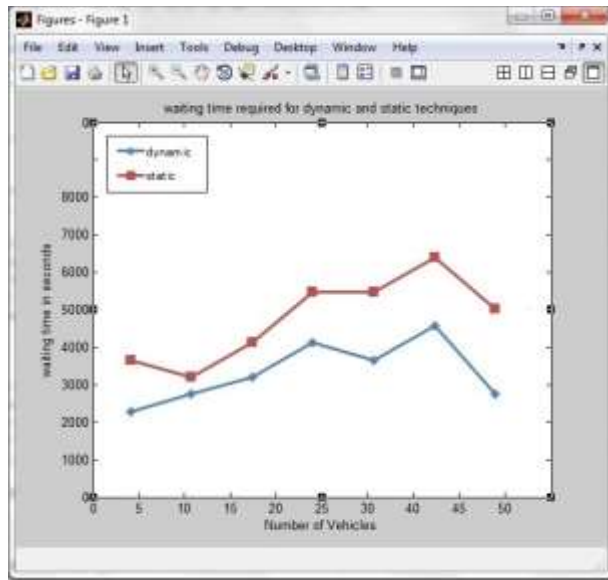 Figures - Figure 1
File Edit View Insert Tools Debug Desktop Window Help
waiting time required for dynamic and static techniques
dynamic
static
8000
7000
6000
5000
4000
3000
2000
1000
waiting time in seconds
0 5 10 15 20 25 30 35 40 45 50
Number of Vehicles